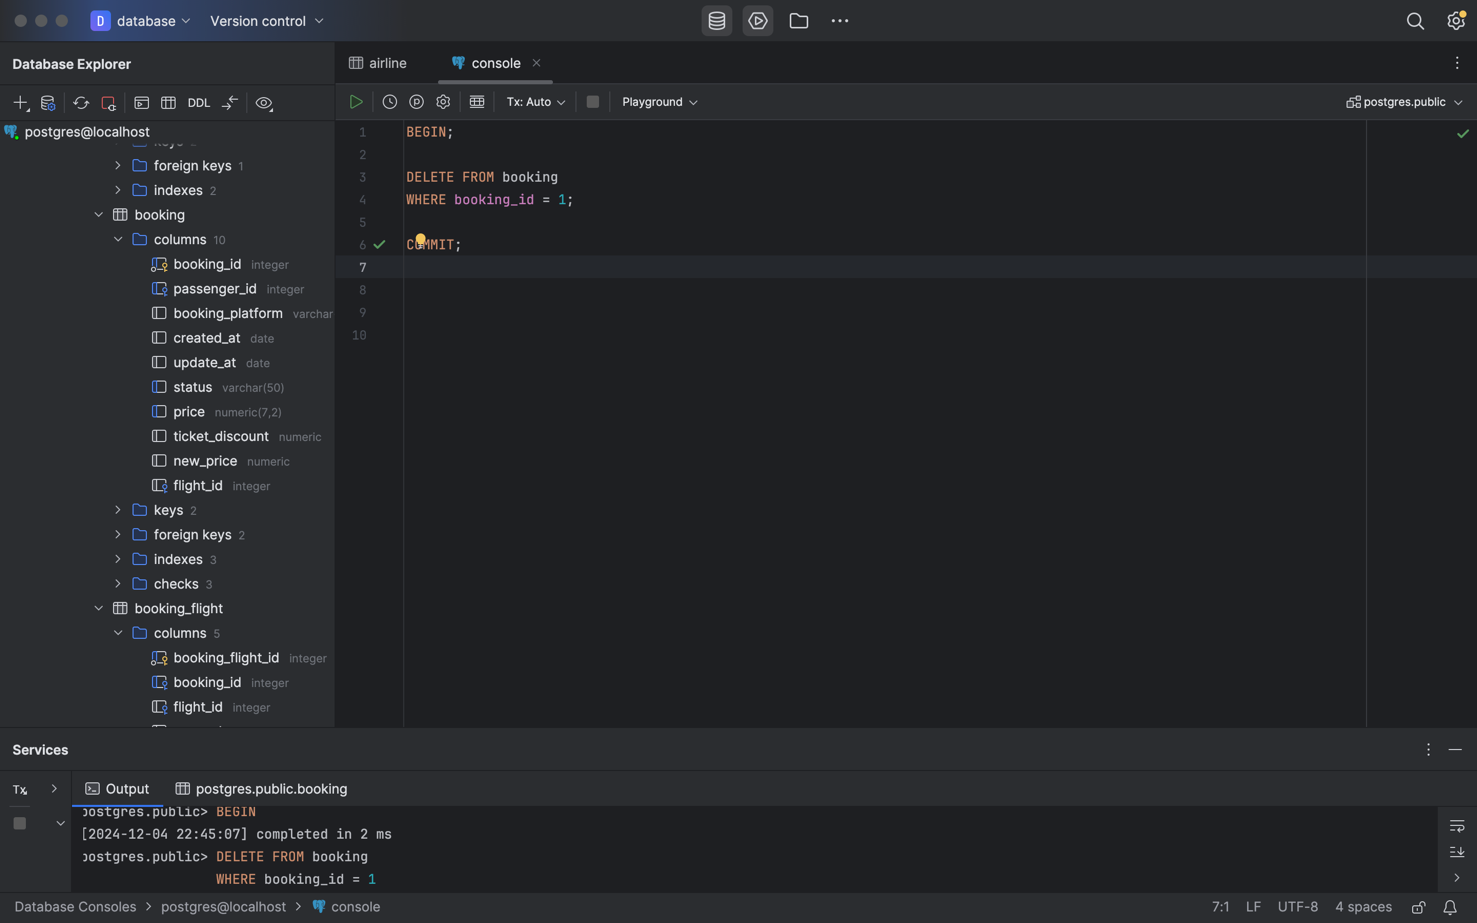 D database Version control
Database Explorer
airline
console
DDL
Tx: Auto
Playground
postgres.public
postgres@localhost
foreign keys 1
indexes 2
booking
columns 10
booking_id integer
passenger_id integer
booking_platform varchar
created_at date
update_at date
status varchar(50)
price numeric(7,2)
ticket_discount numeric
new_price numeric
flight_id integer
keys 2
foreign keys 2
indexes 3
checks 3
booking_flight
columns 5
booking_flight_id integer
booking_id integer
flight_id integer
1 BEGIN;
2
3 DELETE FROM booking
4 WHERE booking_id = 1;
5
6 COMMIT;
7
8
9
10
Services
Tx
Output
postgres.public.booking
postgres.public> BEGIN
[2024-12-04 22:45:07] completed in 2 ms
postgres.public> DELETE FROM booking
WHERE booking_id = 1
Database Consoles > postgres@localhost > console
7:1 LF UTF-8 4 spaces